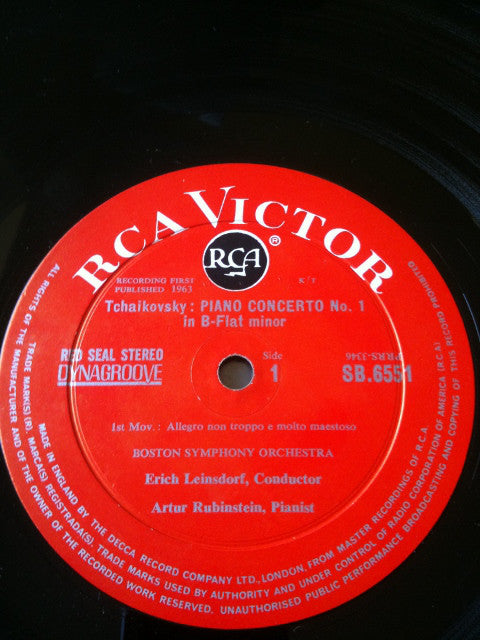 RCA VICTOR
RCA
®
RECORDING FIRST
PUBLISHED 1963
K/T
Tchaikovsky: PIANO CONCERTO No. 1
in B-Flat minor
RED SEAL STEREO
DYNAGROOVE
Side
1
PRRS-3346
SB.6551
1st Mov.: Allegro non troppo e molto maestoso
BOSTON SYMPHONY ORCHESTRA
Erich Leinsdorf, Conductor
Artur Rubinstein, Pianist
MADE IN ENGLAND BY THE DECCA RECORD COMPANY LTD., LONDON, FROM MASTER RECORDINGS OF R.C.A.
TRADE MARK(S) (R). MARCA(S) REGISTRADA(S) TRADE MARKS USED BY AUTHORITY AND UNDER CONTROL OF RADIO CORPORATION OF AMERICA (R.C.A.)
ALL RIGHTS OF THE MANUFACTURER AND OF THE OWNER OF THE RECORDED WORK RESERVED. UNAUTHORISED PUBLIC PERFORMANCE BROADCASTING AND COPYING OF THIS RECORD PROHIBITED